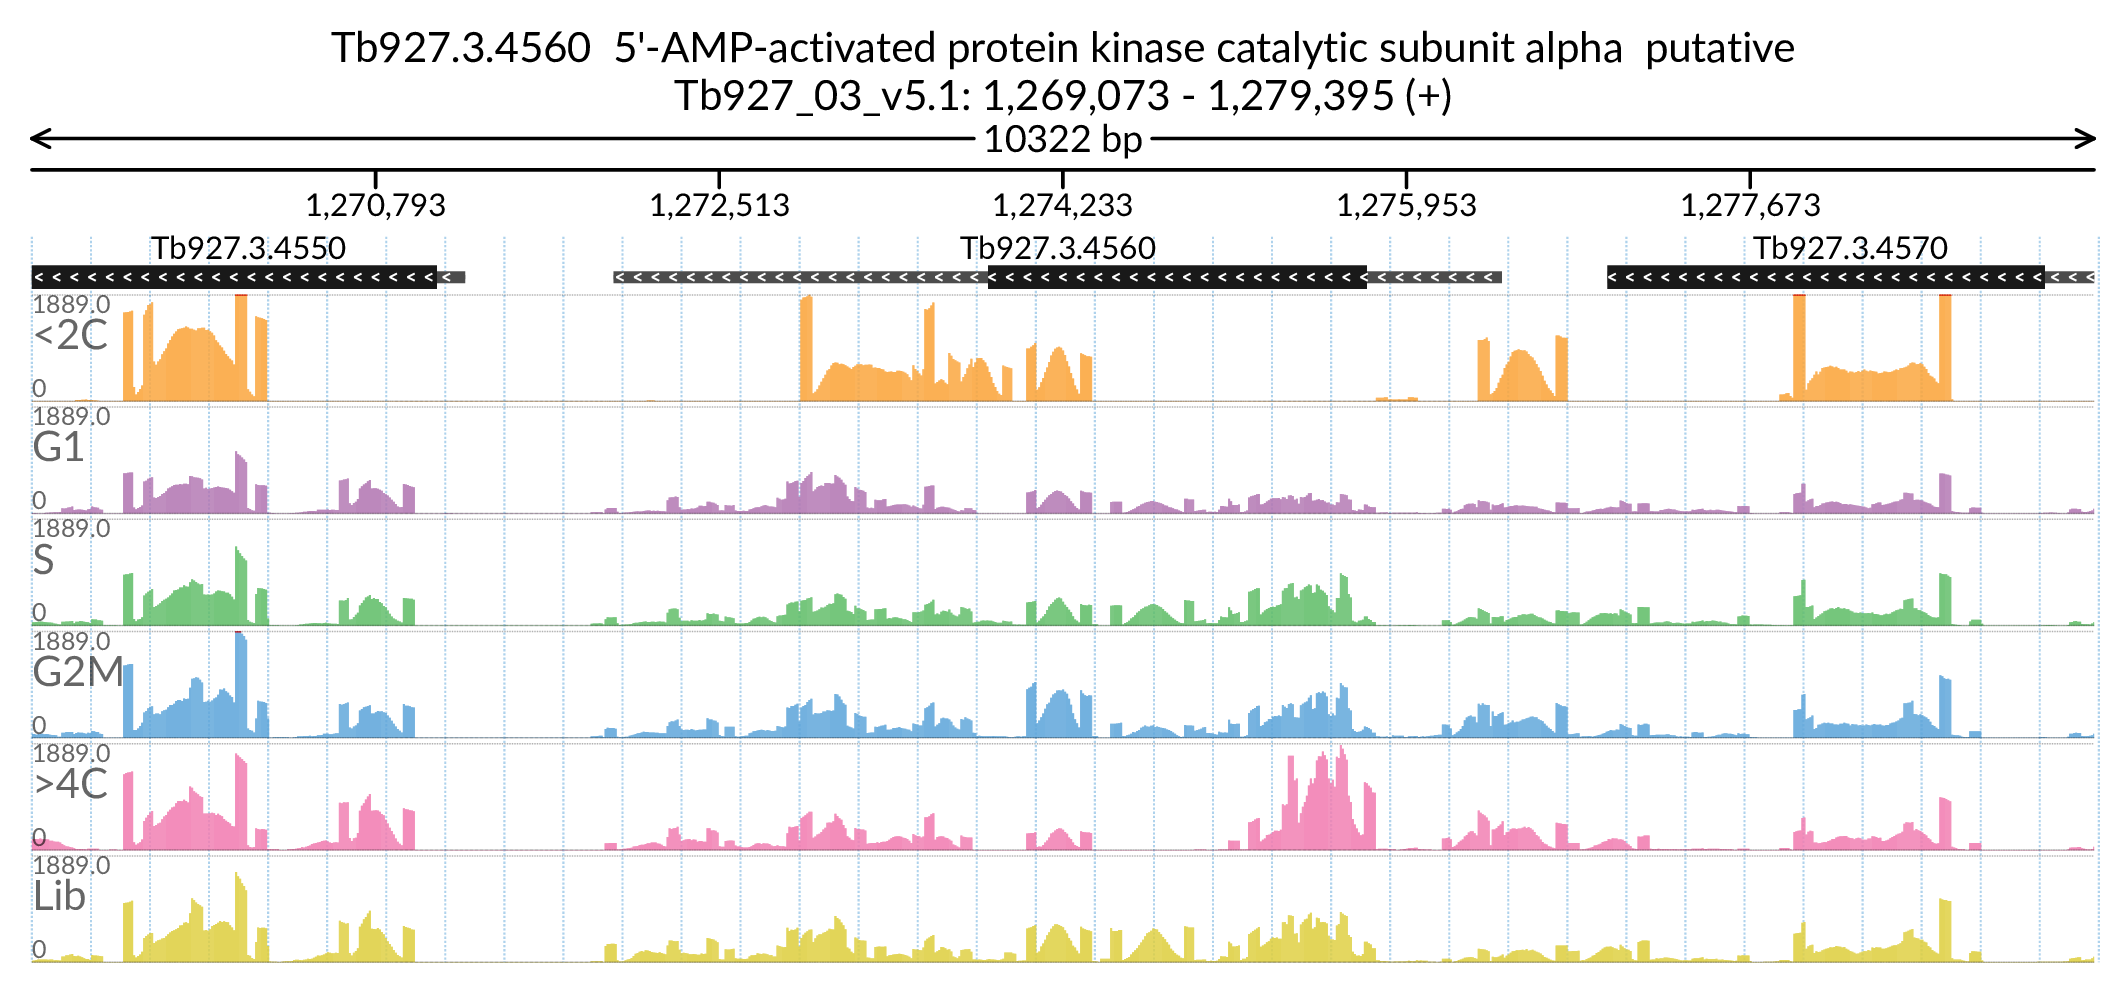 Tb927.3.4560  5'-AMP-activated protein kinase catalytic subunit alpha  putative
Tb927_03_v5.1: 1,269,073 - 1,279,395 (+)
10322 bp
1,270,793 1,272,513 1,274,233 1,275,953 1,277,673
Tb927.3.4550 Tb927.3.4560 Tb927.3.4570
1889.0
<2C
0
1889.0
G1
0
1889.0
S
0
1889.0
G2M
0
1889.0
>4C
0
1889.0
Lib
0